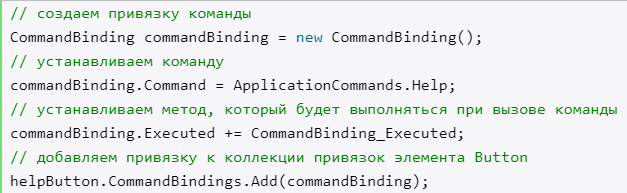 // создаем привязку команды
CommandBinding commandBinding = new CommandBinding();
// устанавливаем команду
commandBinding.Command = ApplicationCommands.Help;
// устанавливаем метод, который будет выполняться при вызове команды
commandBinding.Executed += CommandBinding_Executed;
// добавляем привязку к коллекции привязок элемента Button
helpButton.CommandBindings.Add(commandBinding);